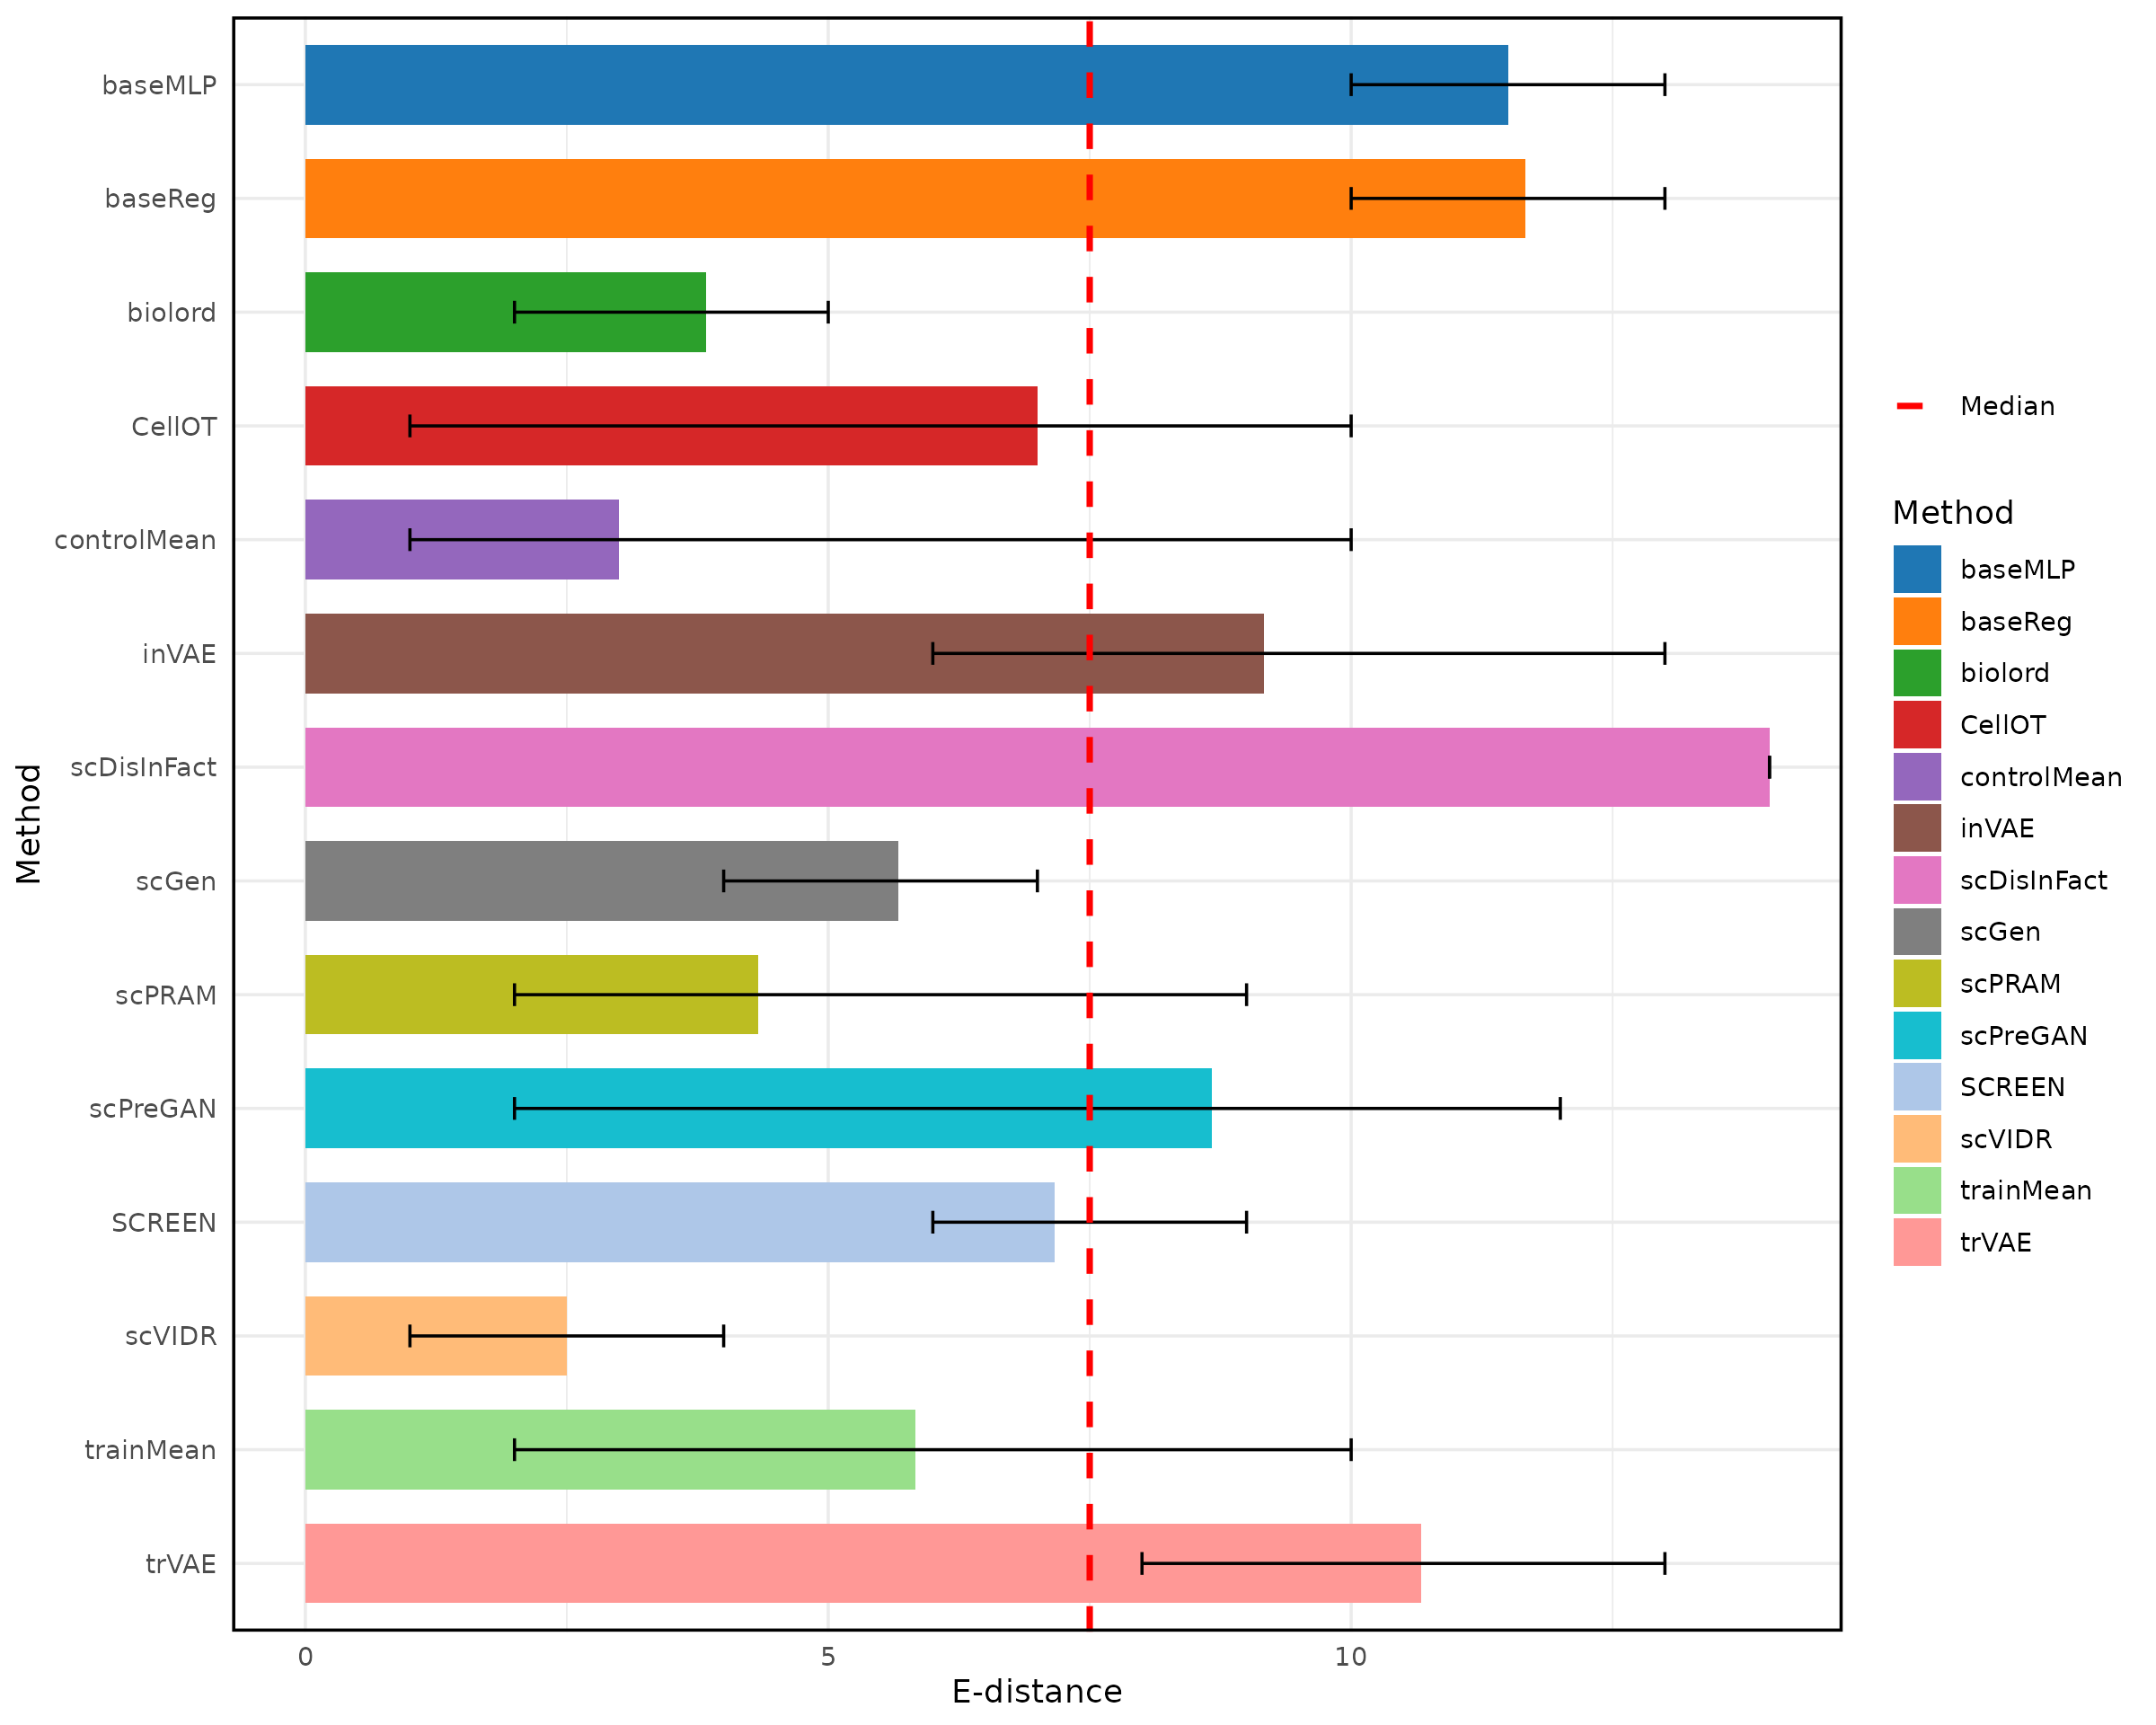 baseMLP
baseReg
biolord
CellOT
controlMean
inVAE
scDisInFact
scGen
scPRAM
scPreGAN
SCREEN
scVIDR
trainMean
trVAE
Method
0 5 10
E-distance
Median
Method
baseMLP
baseReg
biolord
CellOT
controlMean
inVAE
scDisInFact
scGen
scPRAM
scPreGAN
SCREEN
scVIDR
trainMean
trVAE